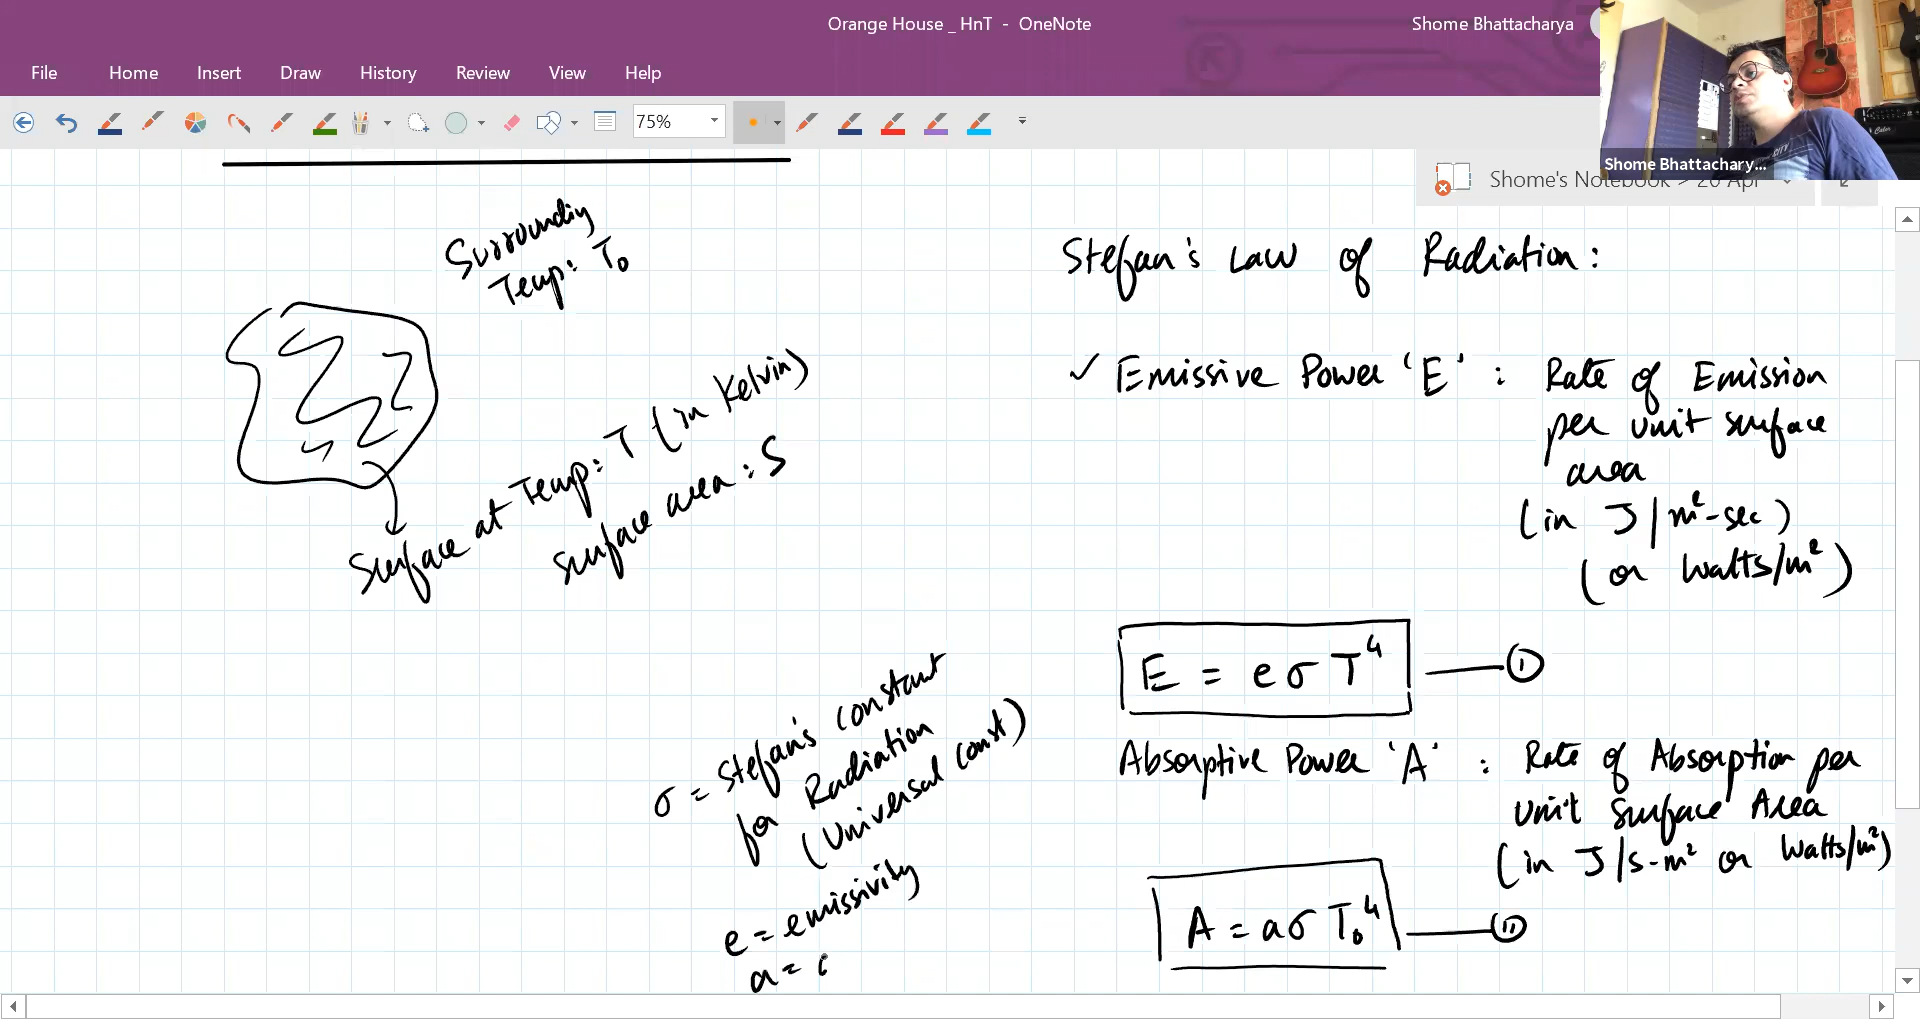 Orange House _ HnT - OneNote
Shome Bhattacharya
File Home Insert Draw History Review View Help
75%
Shome Bhattachary...
Shome's Notebook > 20 Apr
Surrounding
Temp: T₀
Surface at Temp: T (in Kelvin)
Surface area: S
Stefan's Law of Radiation:
✓ Emissive Power 'E' : Rate of Emission
per unit surface
area
(in J/m²-sec)
(or Watts/m²)
E = eσT⁴ —— ①
σ = Stefan's constant
for Radiation
(Universal Const)
e = emissivity
a =
Absorptive Power 'A' : Rate of Absorption per
Unit Surface Area
(in J/s-m² or Watts/m²)
A = aσT₀⁴ —— ⑪